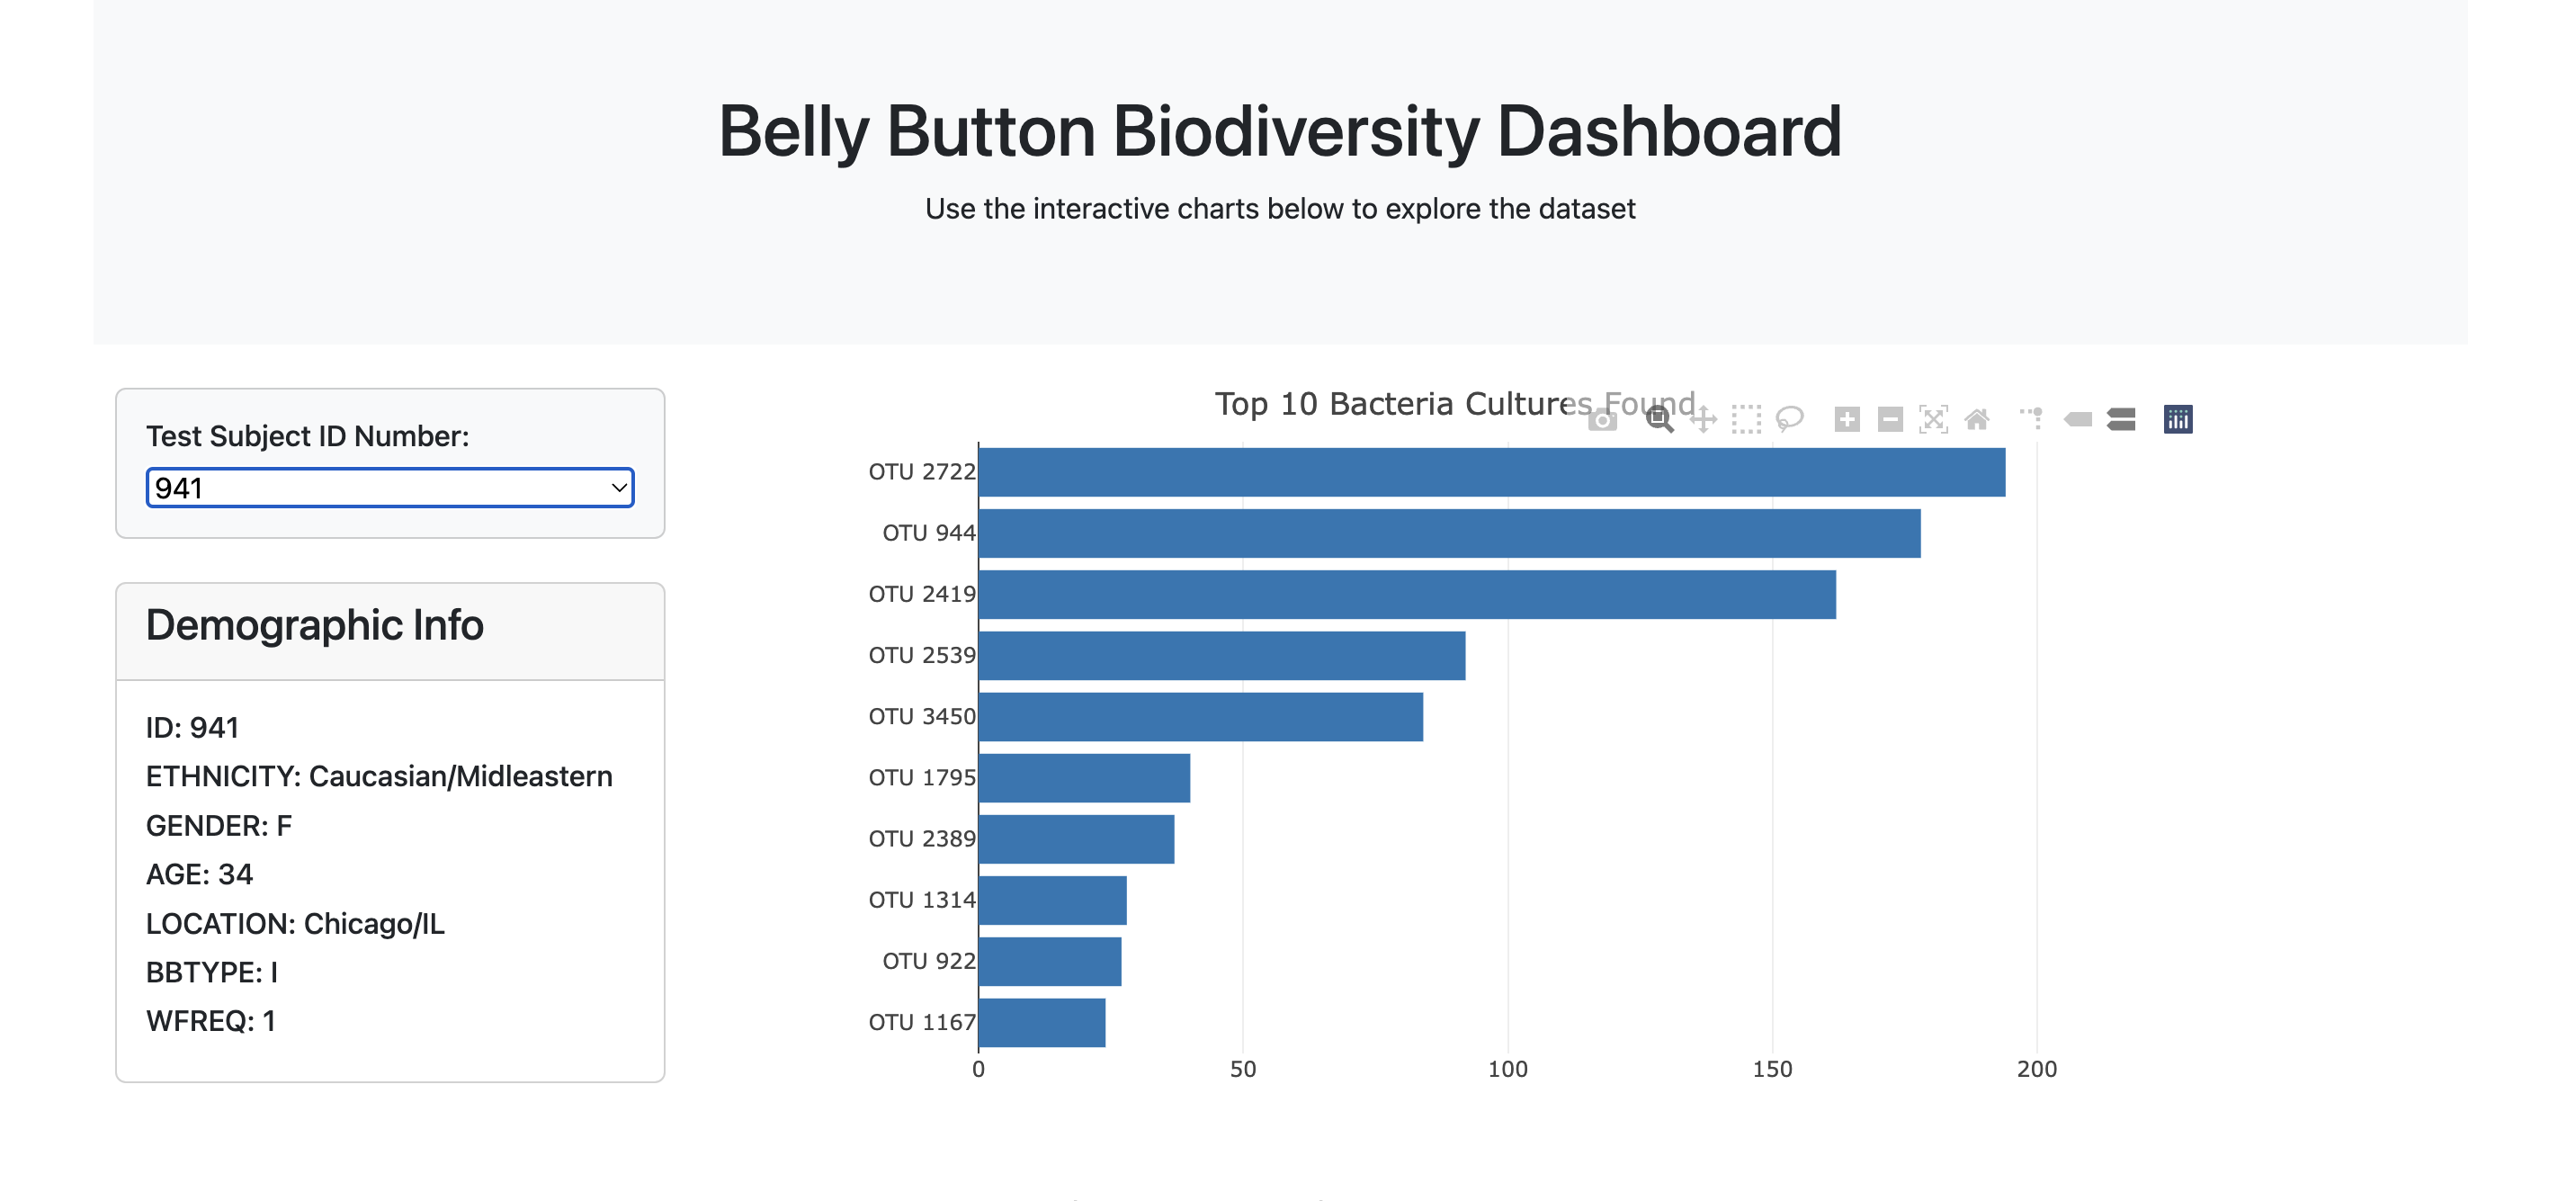 Belly Button Biodiversity Dashboard
Use the interactive charts below to explore the dataset
Test Subject ID Number:
941
Demographic Info
ID: 941
ETHNICITY: Caucasian/Midleastern
GENDER: F
AGE: 34
LOCATION: Chicago/IL
BBTYPE: I
WFREQ: 1
Top 10 Bacteria Cultures Found
OTU 2722
OTU 944
OTU 2419
OTU 2539
OTU 3450
OTU 1795
OTU 2389
OTU 1314
OTU 922
OTU 1167
0 50 100 150 200